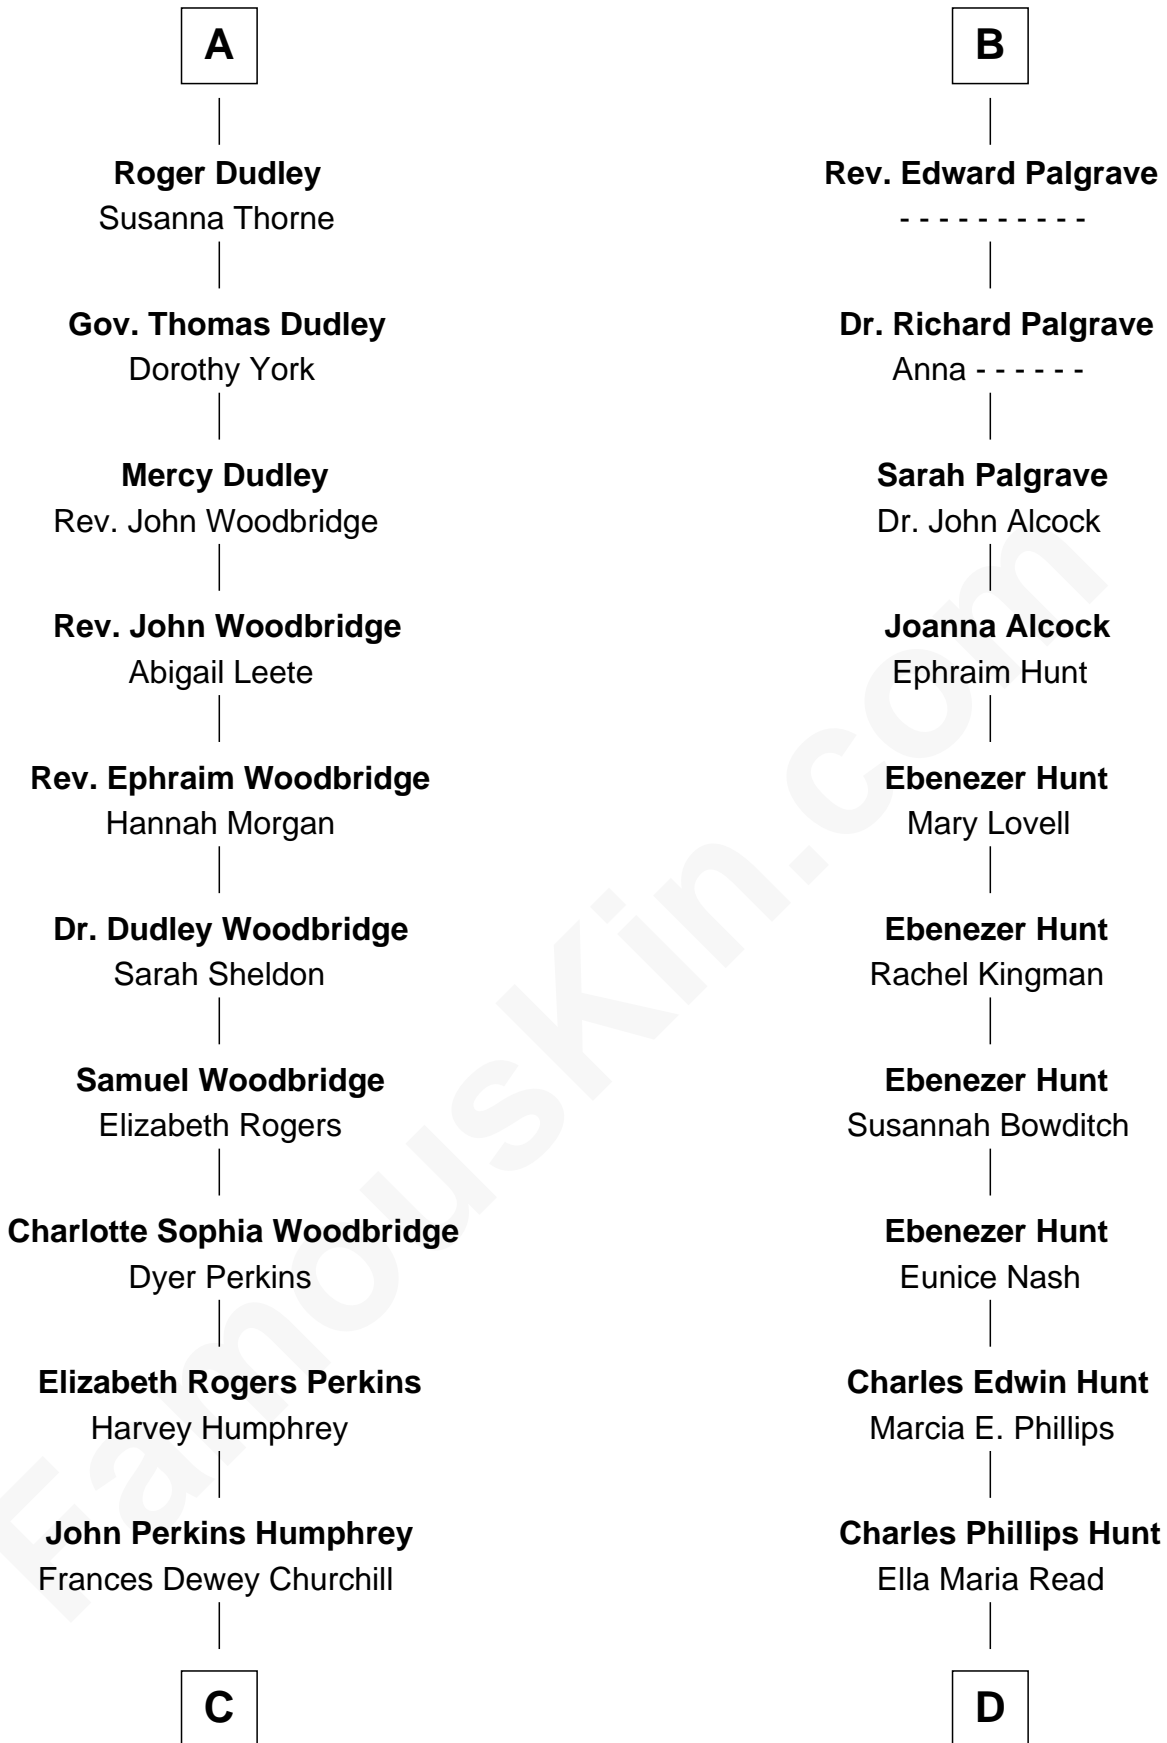 A
Roger Dudley
Susanna Thorne
Gov. Thomas Dudley
Dorothy York
Mercy Dudley
Rev. John Woodbridge
Rev. John Woodbridge
Abigail Leete
Rev. Ephraim Woodbridge
Hannah Morgan
Dr. Dudley Woodbridge
Sarah Sheldon
Samuel Woodbridge
Elizabeth Rogers
Charlotte Sophia Woodbridge
Dyer Perkins
Elizabeth Rogers Perkins
Harvey Humphrey
John Perkins Humphrey
Frances Dewey Churchill
C
B
Rev. Edward Palgrave
- - - - - - - - - -
Dr. Richard Palgrave
Anna - - - - - -
Sarah Palgrave
Dr. John Alcock
Joanna Alcock
Ephraim Hunt
Ebenezer Hunt
Mary Lovell
Ebenezer Hunt
Rachel Kingman
Ebenezer Hunt
Susannah Bowditch
Ebenezer Hunt
Eunice Nash
Charles Edwin Hunt
Marcia E. Phillips
Charles Phillips Hunt
Ella Maria Read
D
FamousKin.com